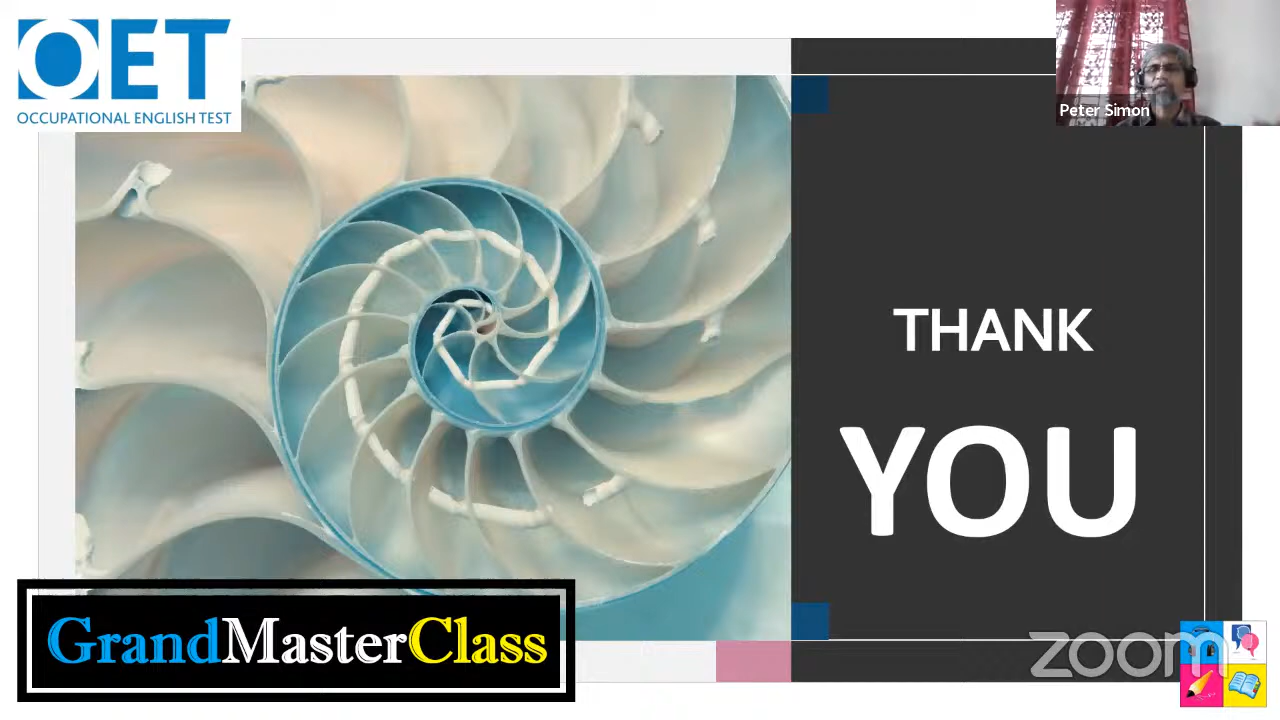 OET
OCCUPATIONAL ENGLISH TEST
Peter Simon
THANK
YOU
GrandMasterClass
zoom